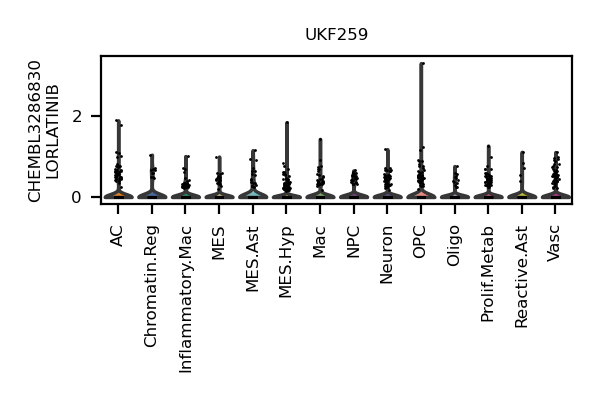 UKF259
CHEMBL3286830
LORLATINIB
2
0
AC
Chromatin.Reg
Inflammatory.Mac
MES
MES.Ast
MES.Hyp
Mac
NPC
Neuron
OPC
Oligo
Prolif.Metab
Reactive.Ast
Vasc